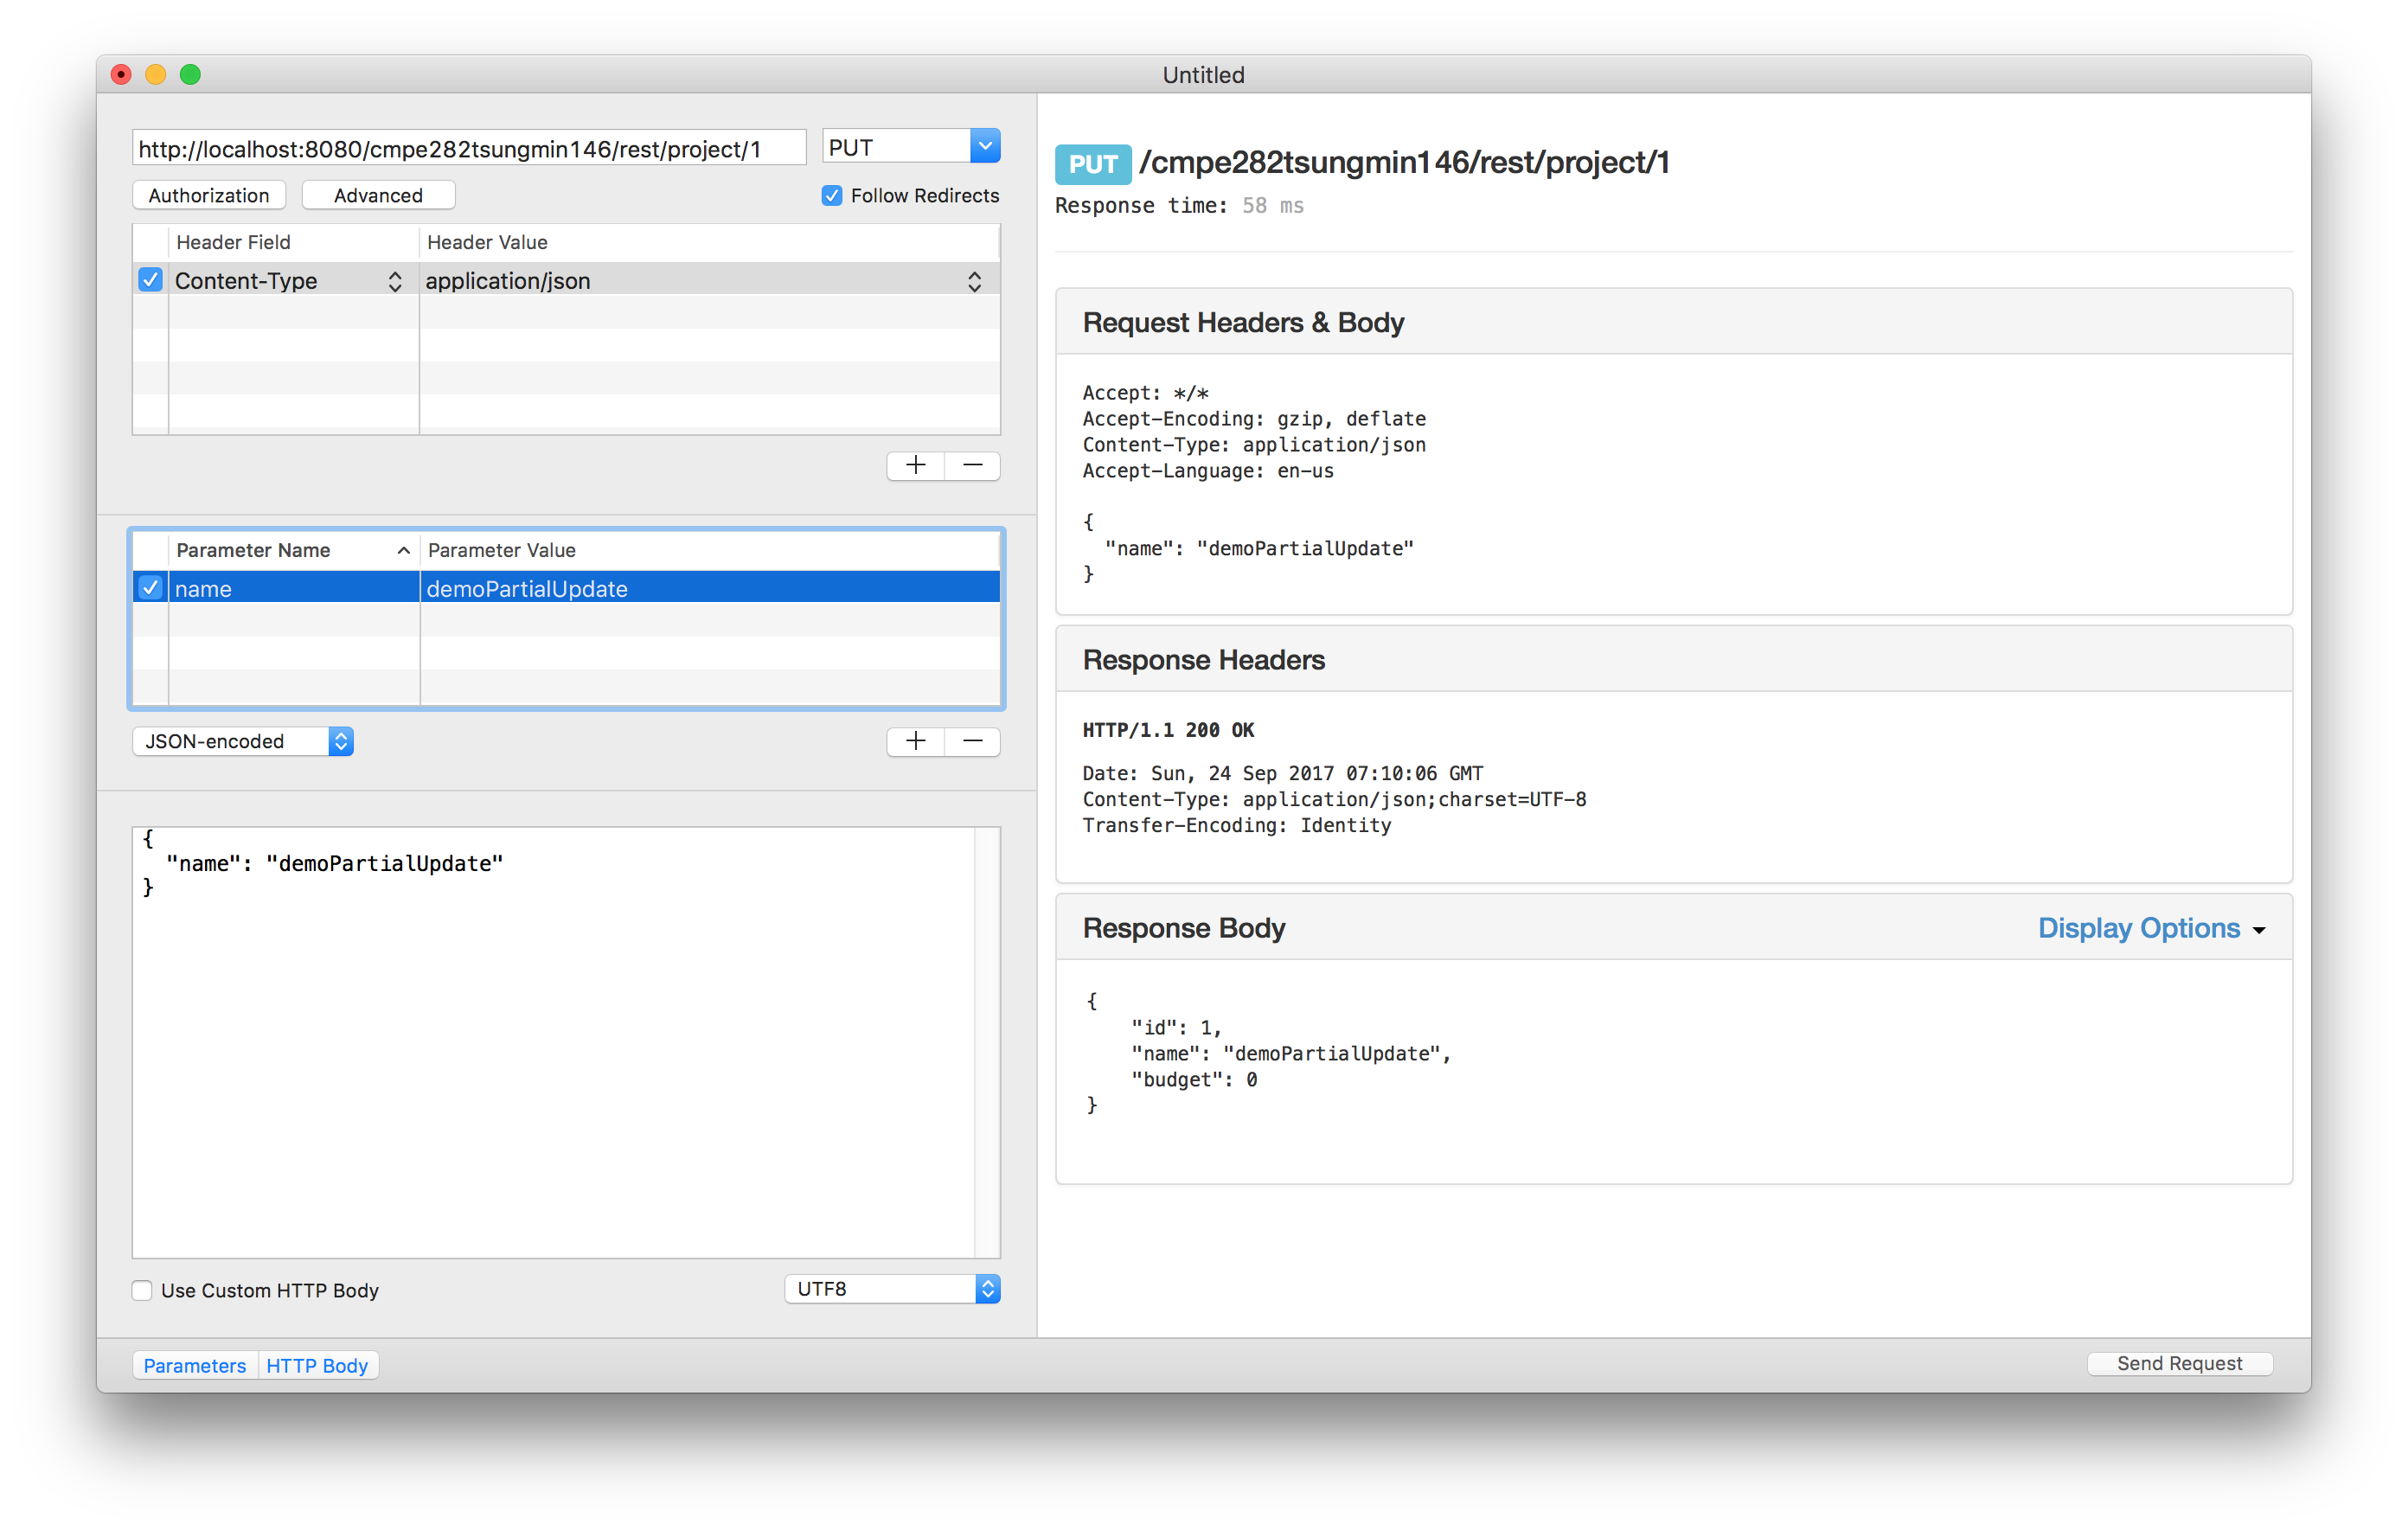 Untitled
http://localhost:8080/cmpe282tsungmin146/rest/project/1 PUT
Authorization Advanced Follow Redirects
Header Field Header Value
Content-Type application/json
Parameter Name Parameter Value
name demoPartialUpdate
JSON-encoded
{
"name": "demoPartialUpdate"
}
Use Custom HTTP Body UTF8
Parameters HTTP Body
PUT /cmpe282tsungmin146/rest/project/1
Response time: 58 ms
Request Headers & Body
Accept: */*
Accept-Encoding: gzip, deflate
Content-Type: application/json
Accept-Language: en-us
{
"name": "demoPartialUpdate"
}
Response Headers
HTTP/1.1 200 OK
Date: Sun, 24 Sep 2017 07:10:06 GMT
Content-Type: application/json;charset=UTF-8
Transfer-Encoding: Identity
Response Body Display Options
{
"id": 1,
"name": "demoPartialUpdate",
"budget": 0
}
Send Request